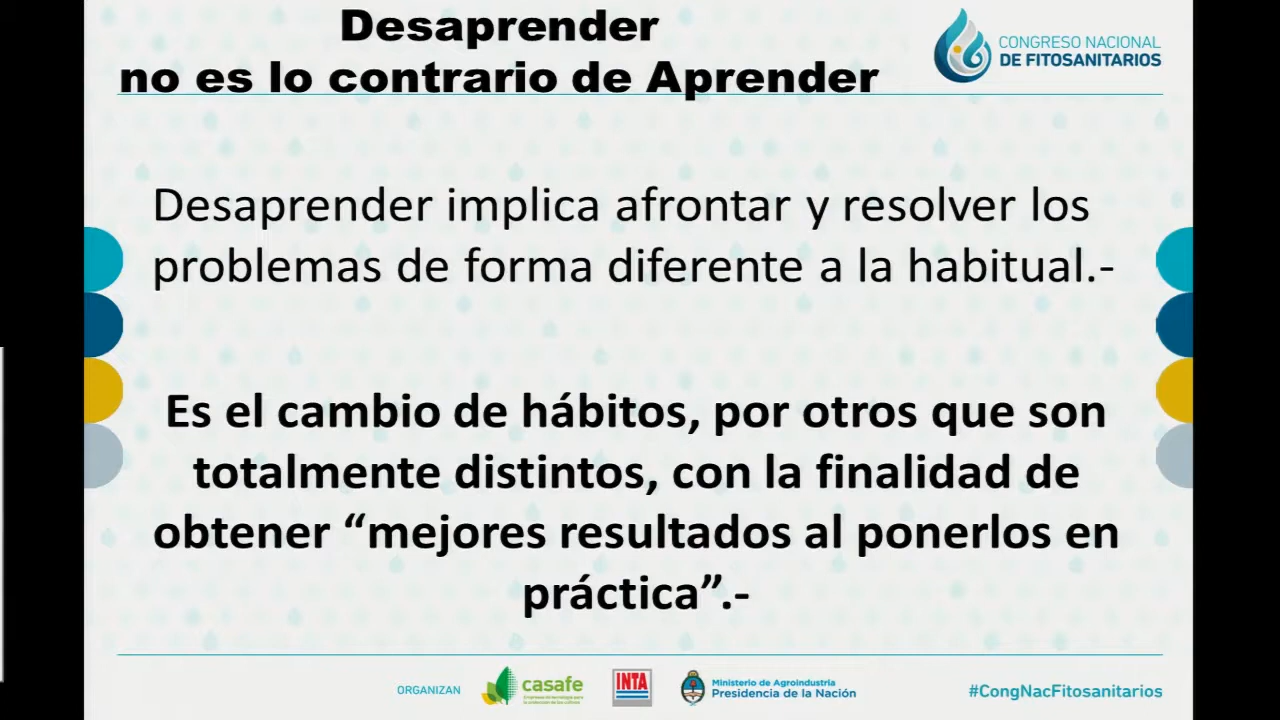 Desaprender
no es lo contrario de Aprender
CONGRESO NACIONAL
DE FITOSANITARIOS
Desaprender implica afrontar y resolver los
problemas de forma diferente a la habitual.-
Es el cambio de hábitos, por otros que son
totalmente distintos, con la finalidad de
obtener “mejores resultados al ponerlos en
práctica”.-
ORGANIZAN
casafe
INTA
Ministerio de Agroindustria
Presidencia de la Nación
#CongNacFitosanitarios